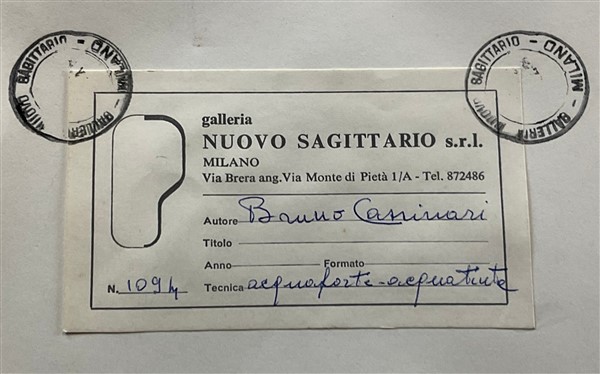 GALLERIA NUOVO SAGITTARIO - MILANO -
GALLERIA NUOVO SAGITTARIO - MILANO -
galleria
NUOVO SAGITTARIO s.r.l.
MILANO
Via Brera ang. Via Monte di Pietà 1/A - Tel. 872486
Autore Bruno Cassinari
Titolo
Anno Formato
N. 1094 Tecnica acquaforte-acquatinta